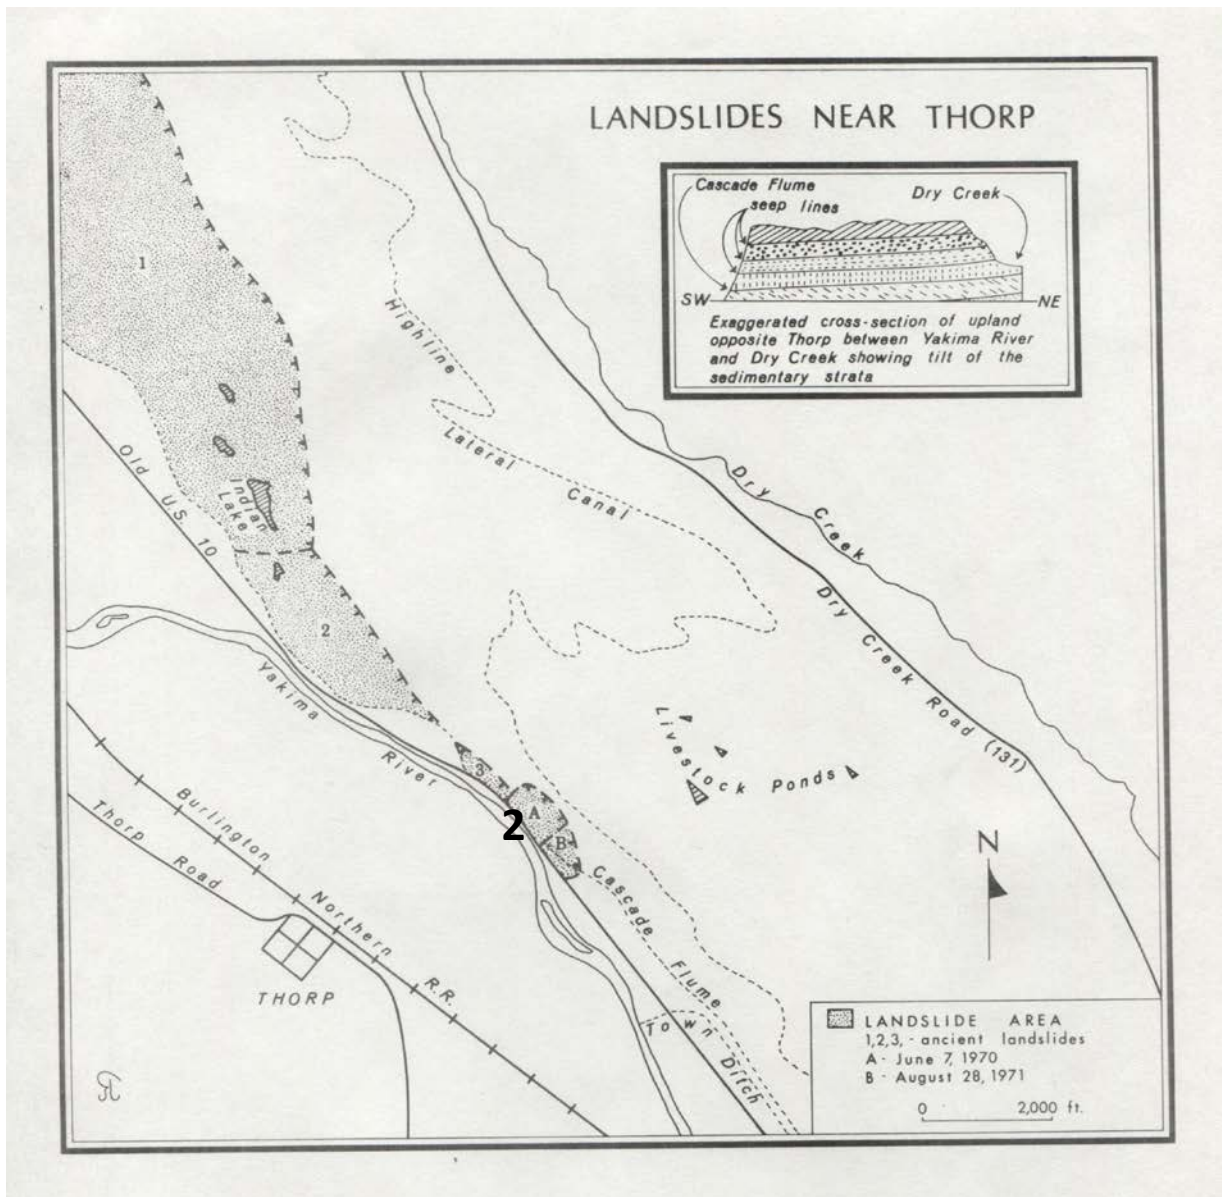 LANDSLIDES NEAR THORP
Cascade Flume
seep lines
Dry Creek
SW
NE
Exaggerated cross-section of upland
opposite Thorp between Yakima River
and Dry Creek showing tilt of the
sedimentary strata
1
Highline
Lateral
Canal
Old U.S. 10
Indian
Lake
Dry
Creek
2
Dry Creek Road (131)
Yakima
River
Livestock Ponds
3
A
2
B
Burlington
Northern
R.R.
Thorp
Road
THORP
Cascade
Flume
Town
Ditch
N
LANDSLIDE AREA
1,2,3,- ancient landslides
A - June 7, 1970
B - August 28, 1971
0 2,000 ft.